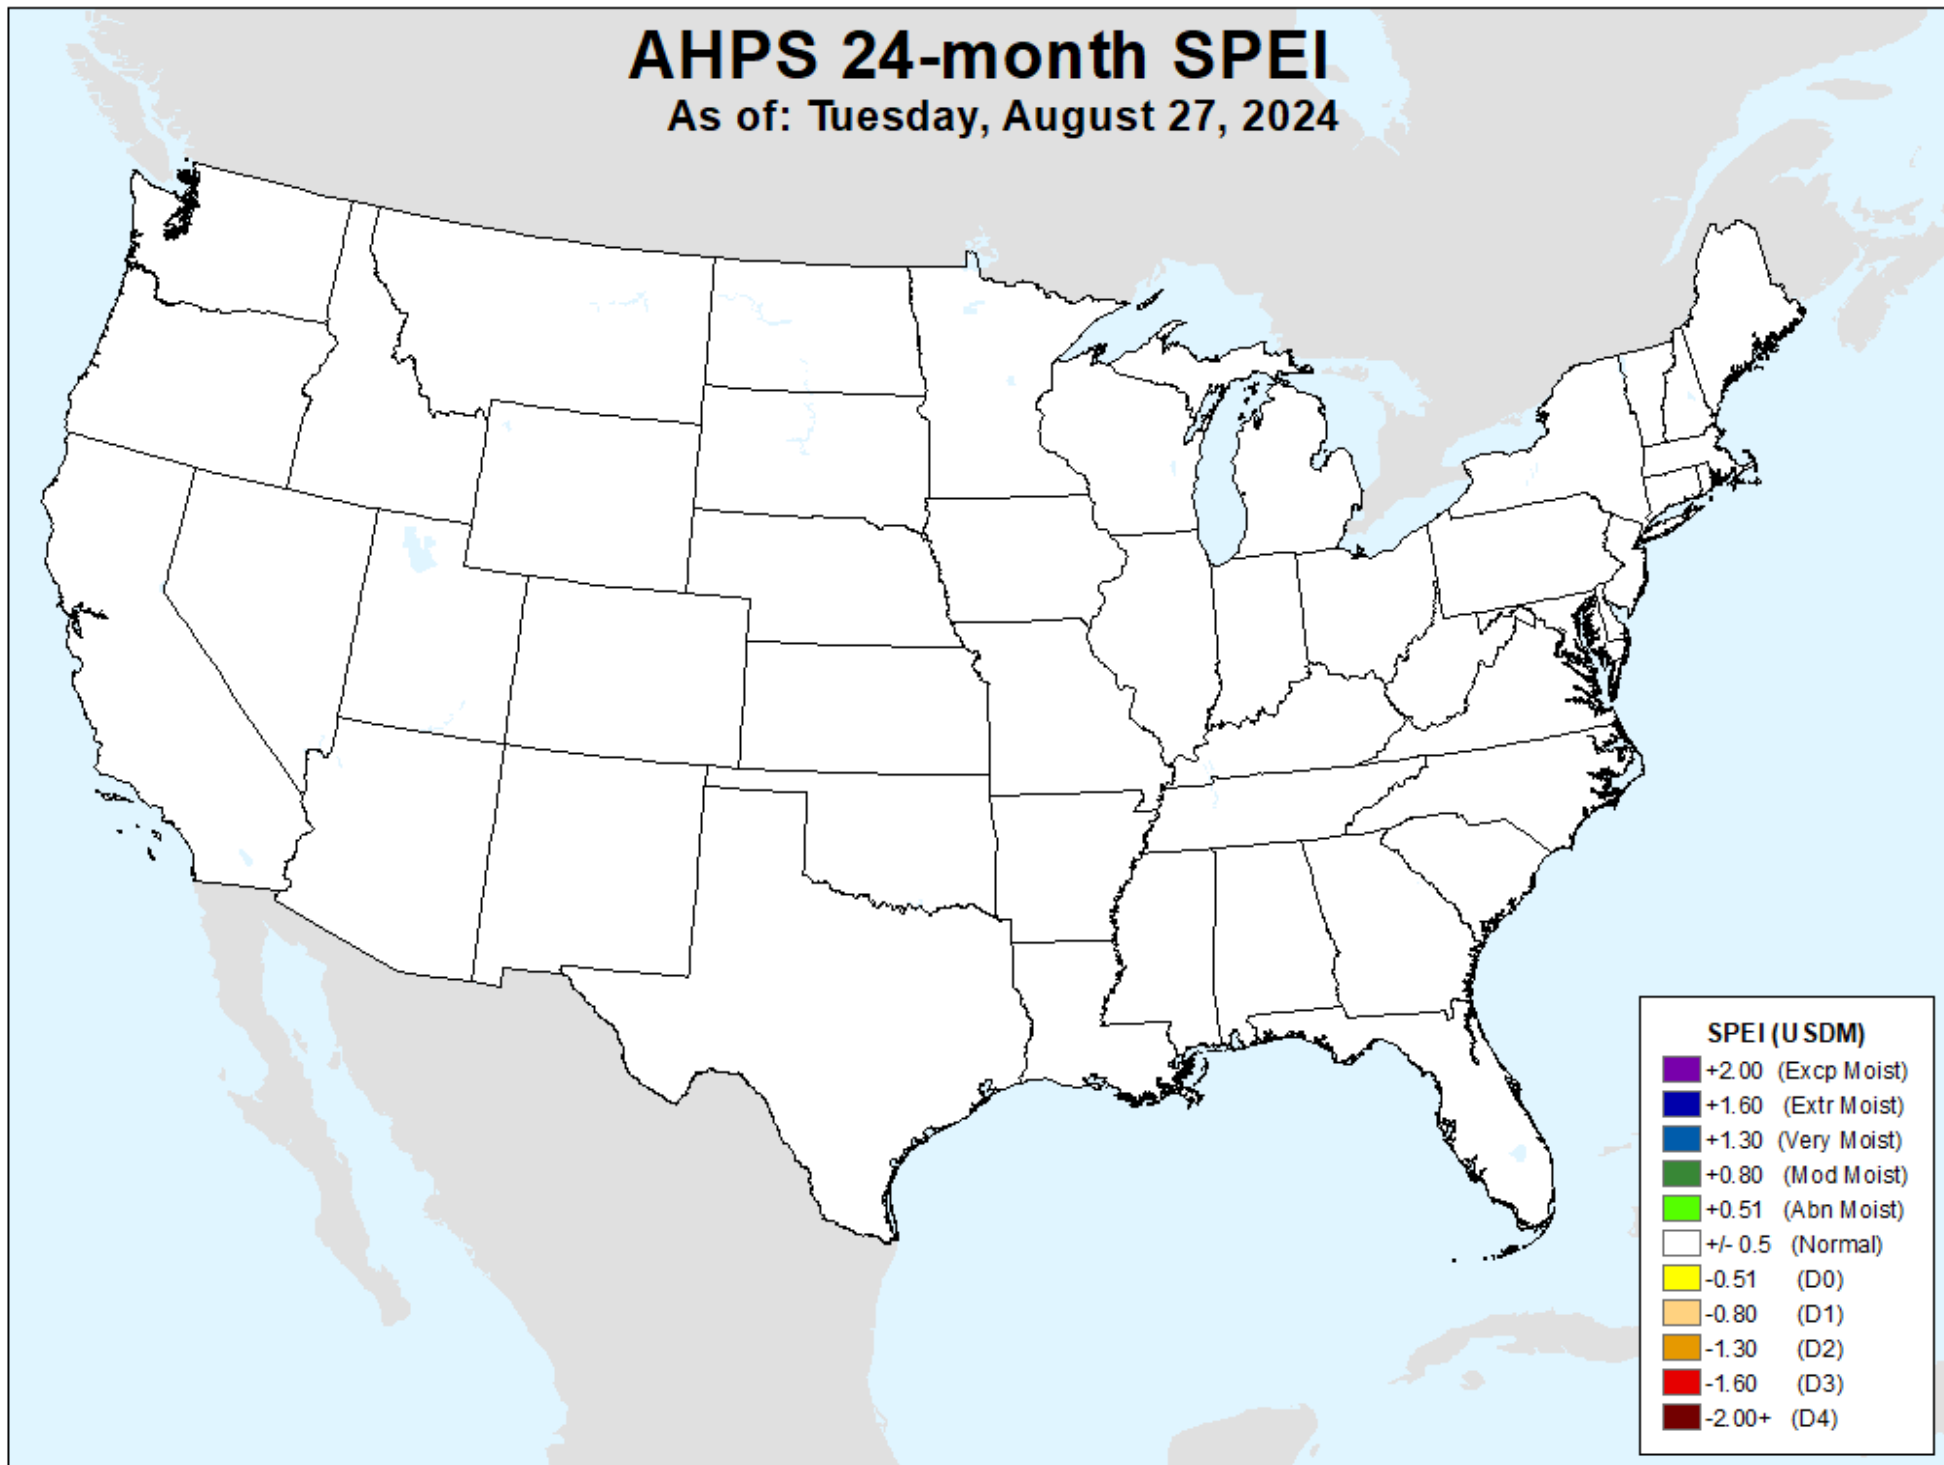 AHPS 24-month SPEI
As of: Tuesday, August 27, 2024
SPEI (USDM)
+2.00 (Excp Moist)
+1.60 (Extr Moist)
+1.30 (Very Moist)
+0.80 (Mod Moist)
+0.51 (Abn Moist)
+/- 0.5 (Normal)
-0.51 (D0)
-0.80 (D1)
-1.30 (D2)
-1.60 (D3)
-2.00+ (D4)